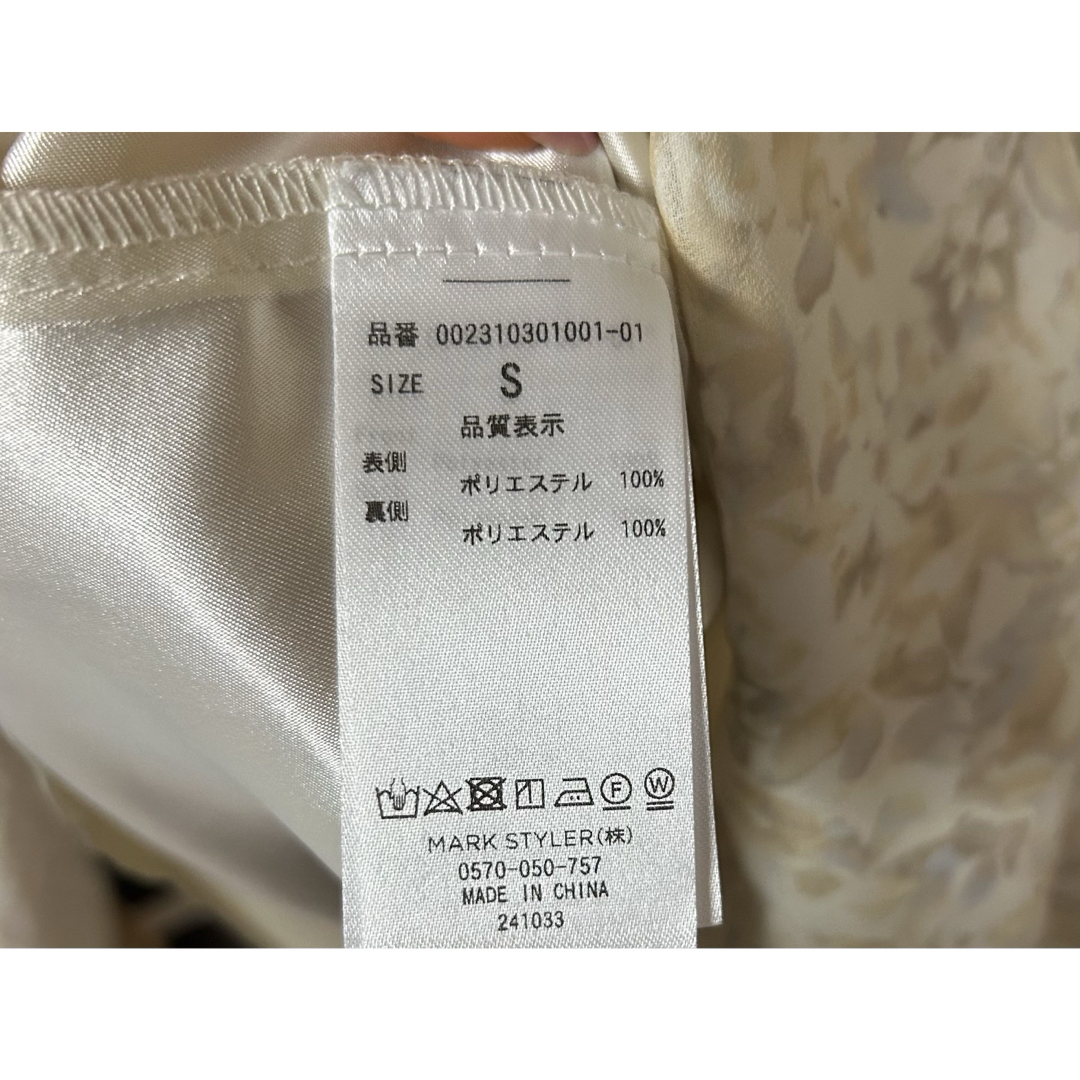 品番 002310301001-01
SIZE S
品質表示
表側
ポリエステル 100%
裏側
ポリエステル 100%
F W
MARK STYLER(株)
0570-050-757
MADE IN CHINA
241033